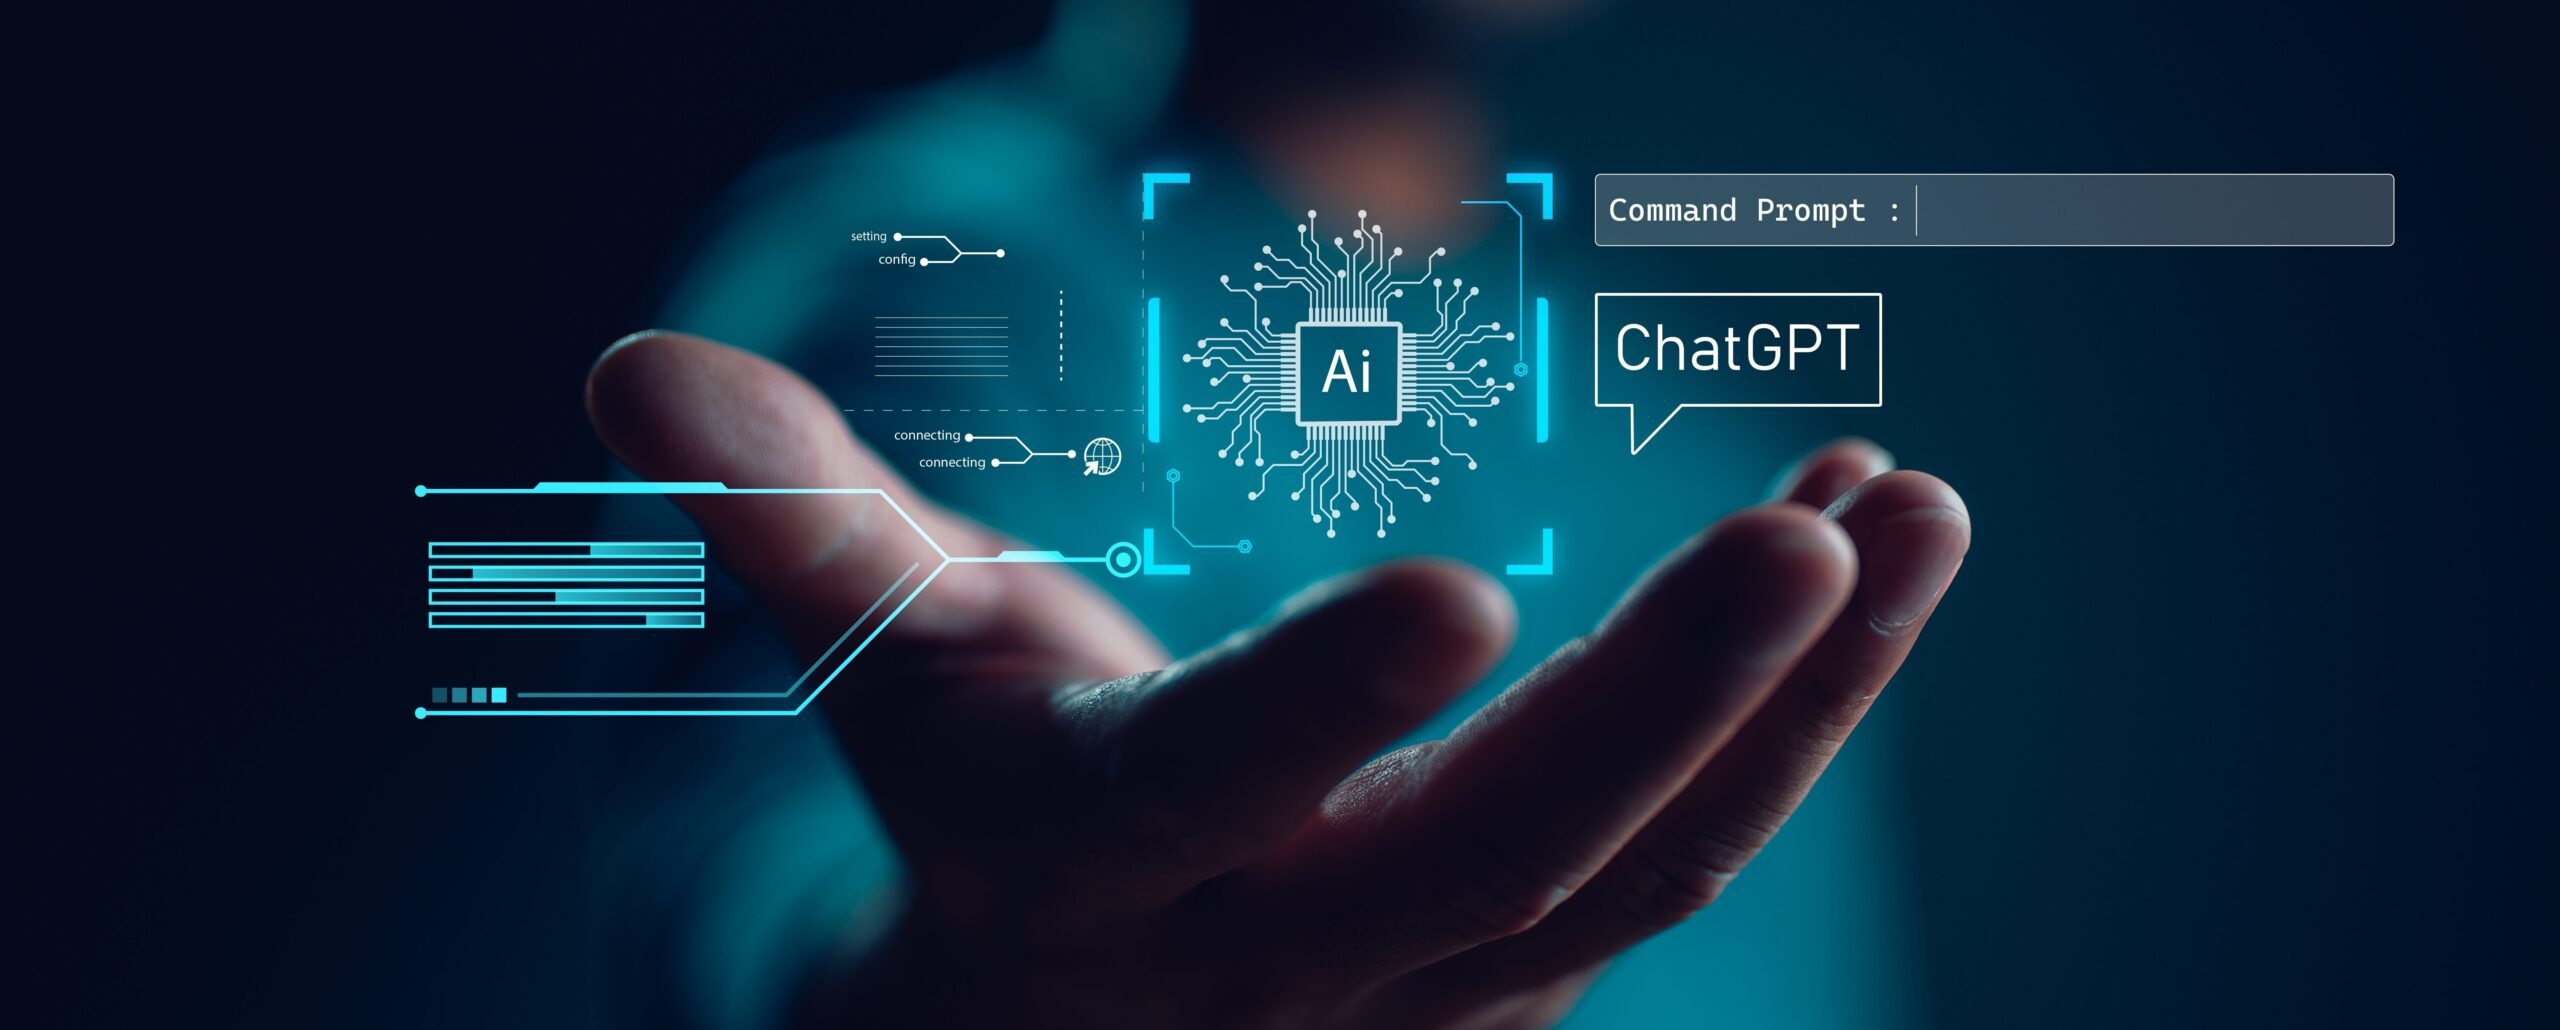 setting
config
connecting
connecting
Ai
Command Prompt :
ChatGPT